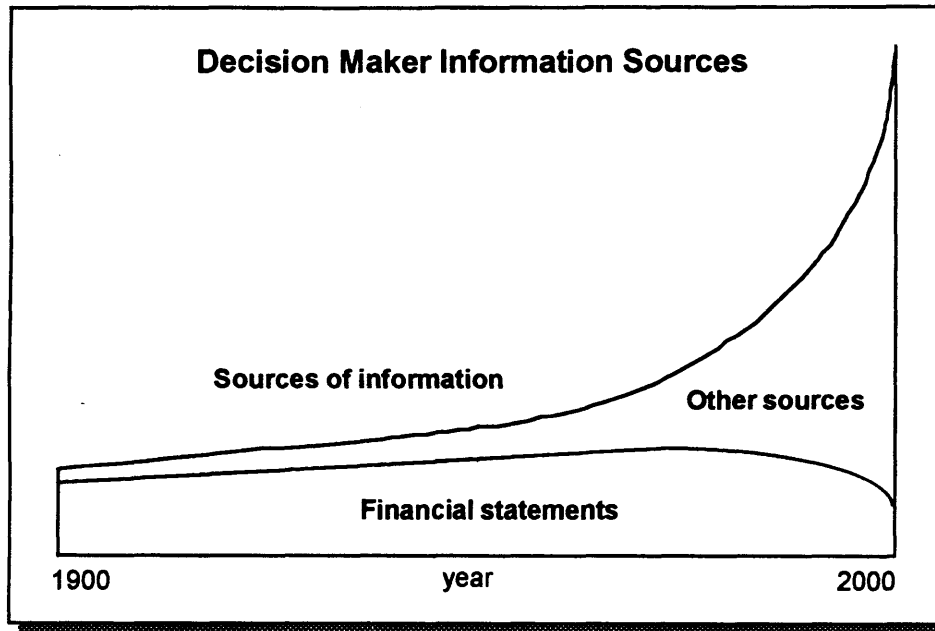 Decision Maker Information Sources
Sources of information
Other sources
Financial statements
1900
year
2000